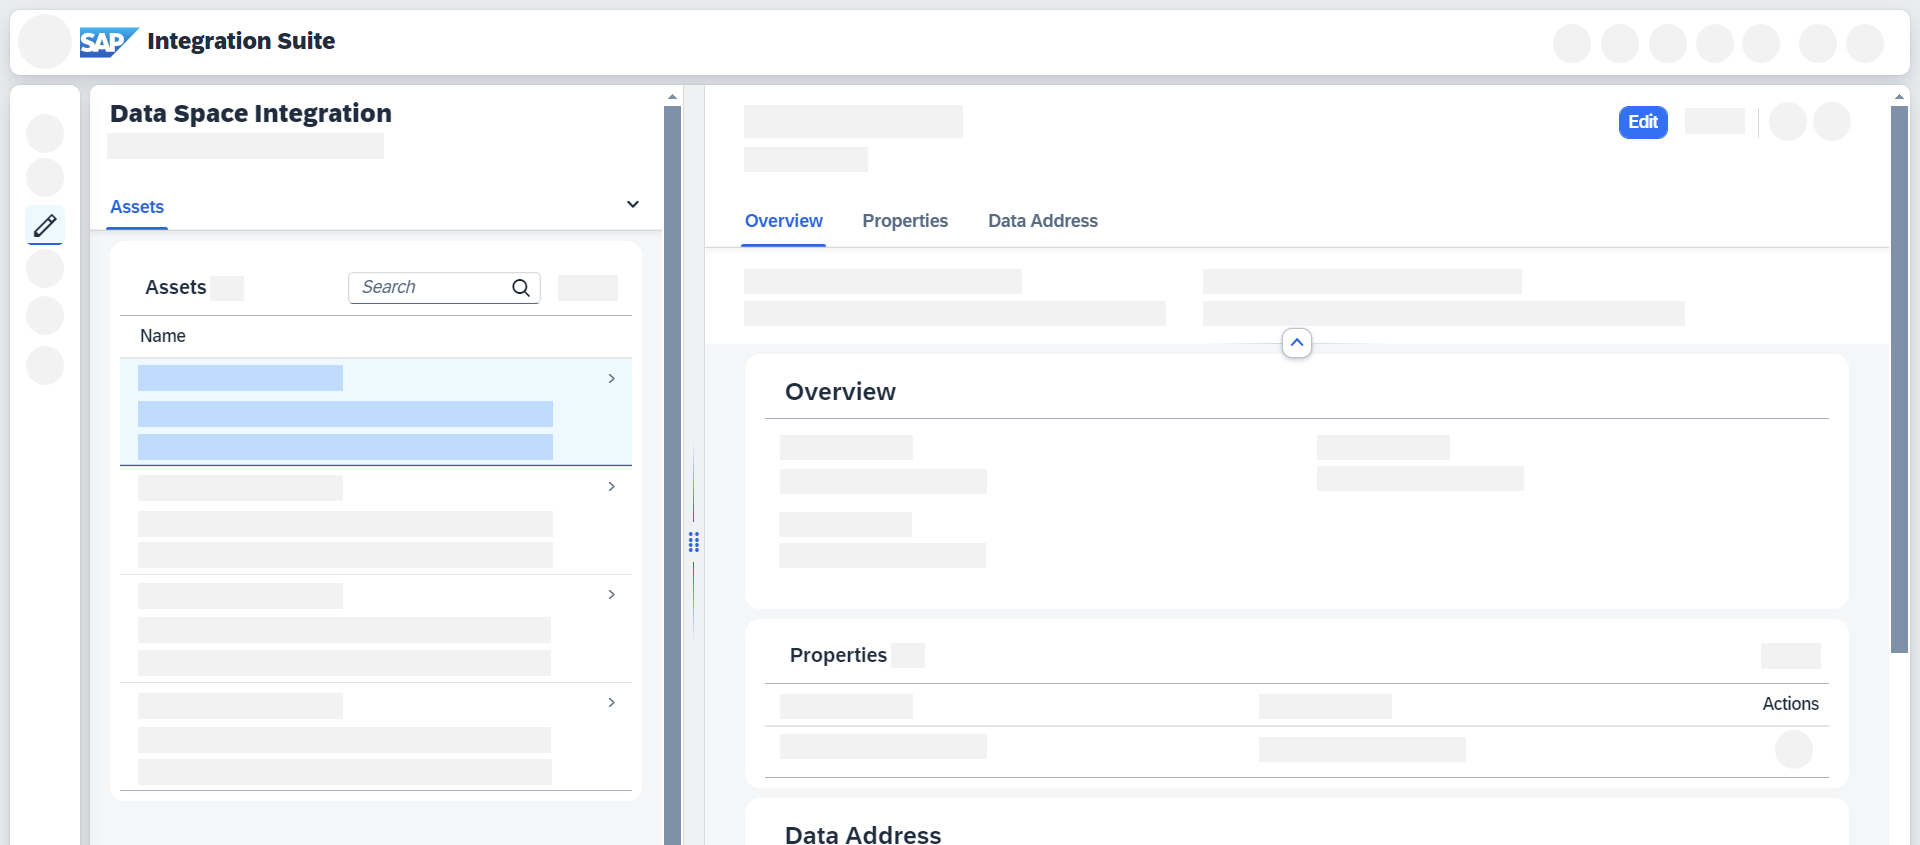 SAP Integration Suite
Data Space Integration
Assets
Assets
Search
Name
Edit
Overview
Properties
Data Address
Overview
Properties
Actions
Data Address